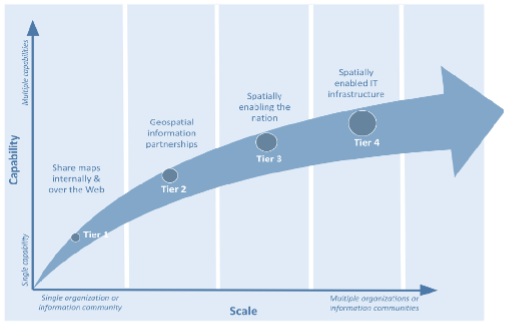 Multiple capabilities
Capability
Single capability
Share maps
internally &
over the Web
Tier 1
Geospatial
information
partnerships
Tier 2
Spatially
enabling the
nation
Tier 3
Spatially
enabled IT
infrastructure
Tier 4
Single organization or
information community
Scale
Multiple organizations or
information communities